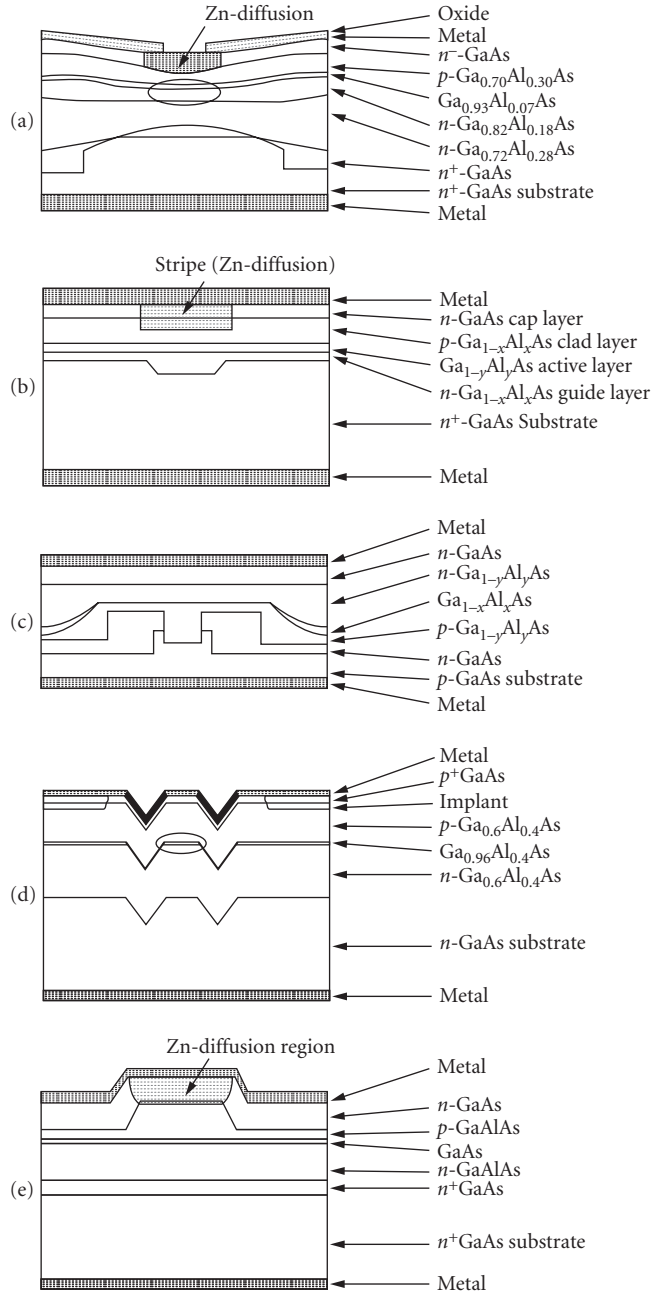 Zn-diffusion
Oxide
Metal
n⁻-GaAs
p-Ga₀.₇₀Al₀.₃₀As
Ga₀.₉₃Al₀.₀₇As
n-Ga₀.₈₂Al₀.₁₈As
n-Ga₀.₇₂Al₀.₂₈As
n⁺-GaAs
n⁺-GaAs substrate
Metal
(a)
Stripe (Zn-diffusion)
Metal
n-GaAs cap layer
p-Ga₁₋ₓAlₓAs clad layer
Ga₁₋yAlyAs active layer
n-Ga₁₋ₓAlₓAs guide layer
n⁺-GaAs Substrate
Metal
(b)
Metal
n-GaAs
n-Ga₁₋yAlyAs
Ga₁₋ₓAlₓAs
p-Ga₁₋yAlyAs
n-GaAs
p-GaAs substrate
Metal
(c)
Metal
p⁺GaAs
Implant
p-Ga₀.₆Al₀.₄As
Ga₀.₉₆Al₀.₄As
n-Ga₀.₆Al₀.₄As
n-GaAs substrate
Metal
(d)
Zn-diffusion region
Metal
n-GaAs
p-GaAlAs
GaAs
n-GaAlAs
n⁺GaAs
n⁺GaAs substrate
Metal
(e)